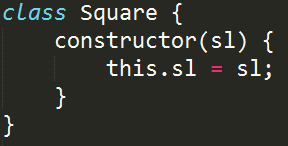 class Square {
    constructor(sl) {
        this.sl = sl;
    }
}